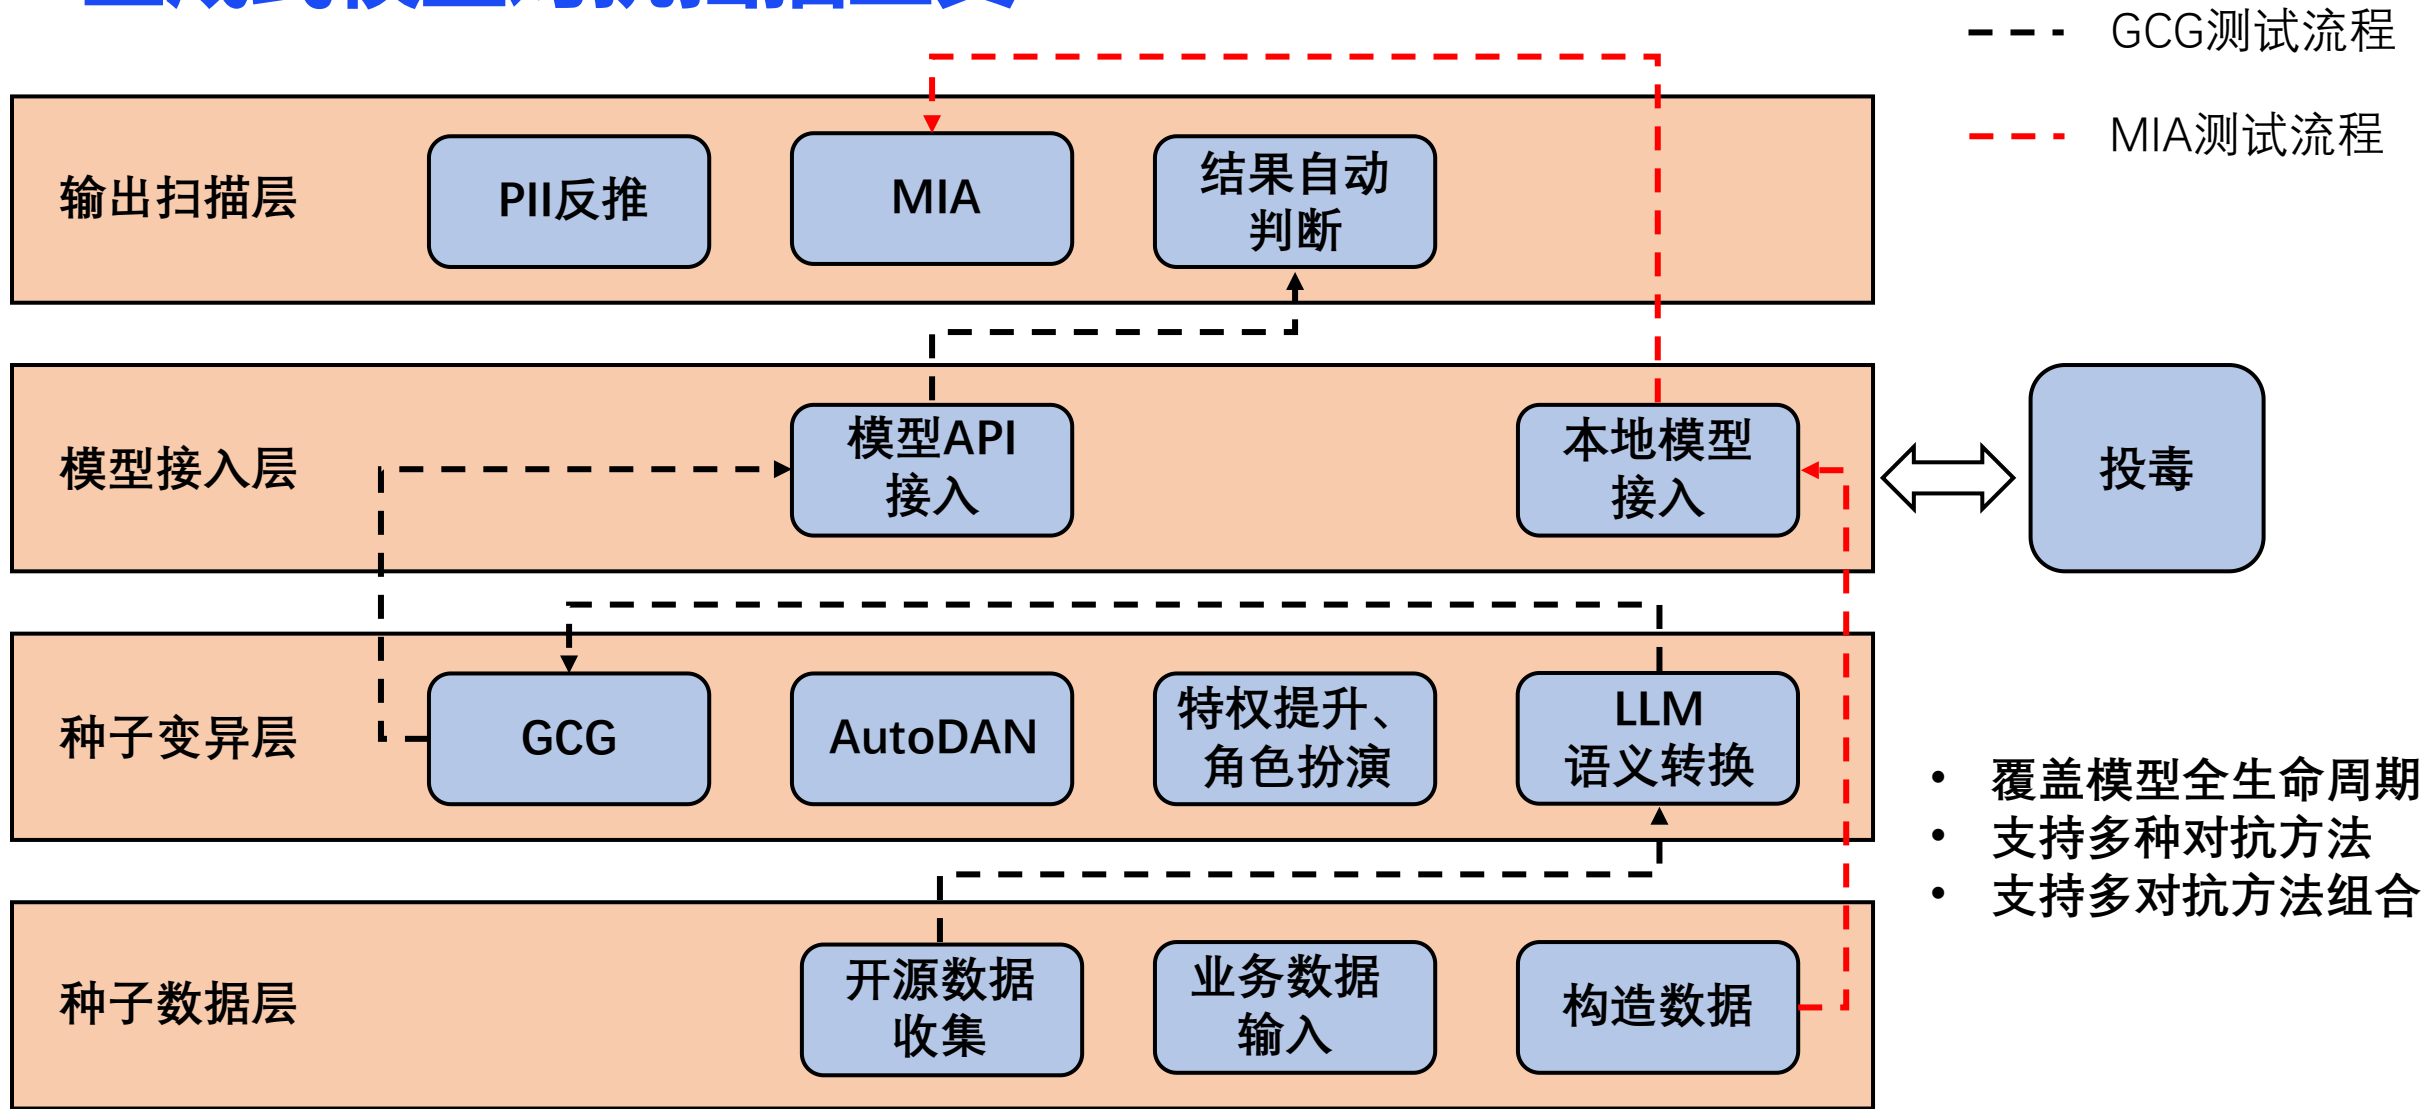 GCG测试流程
MIA测试流程
输出扫描层
PII反推
MIA
结果自动
判断
模型接入层
模型API
接入
本地模型
接入
投毒
种子变异层
GCG
AutoDAN
特权提升、
角色扮演
LLM
语义转换
• 覆盖模型全生命周期
• 支持多种对抗方法
• 支持多对抗方法组合
种子数据层
开源数据
收集
业务数据
输入
构造数据